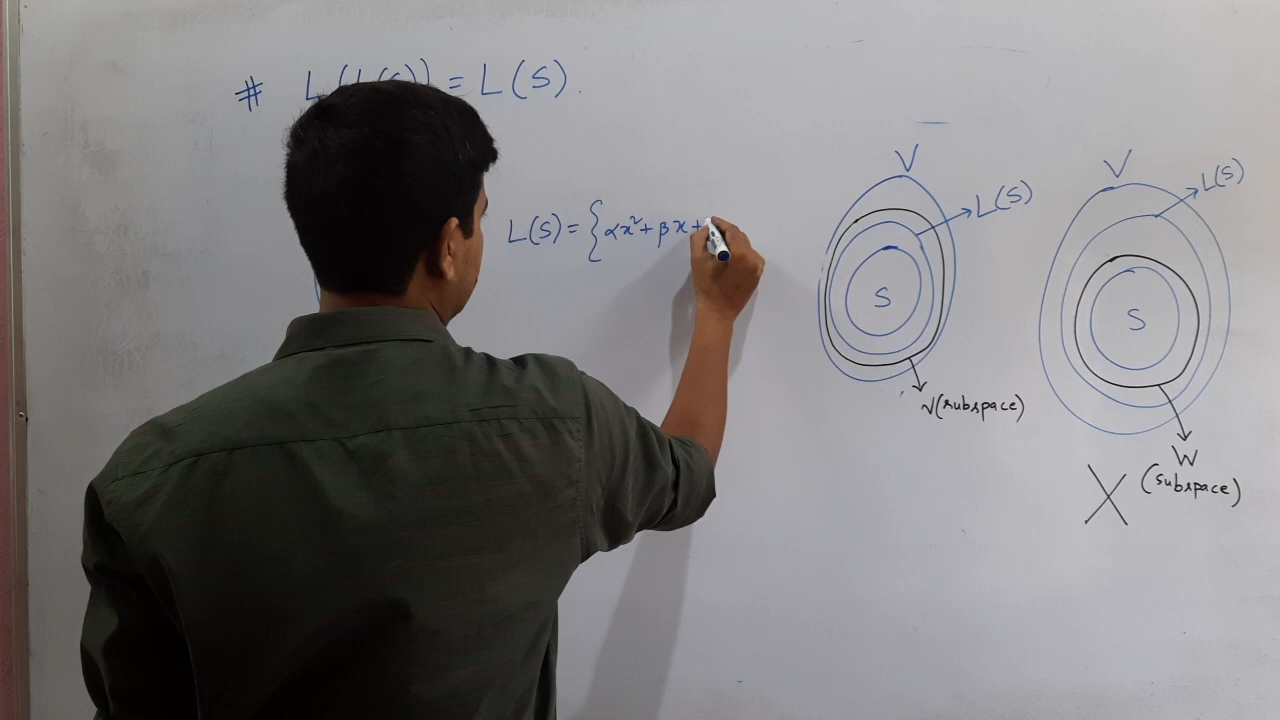 # L(L(S)) = L(S).
L(S) = { αx² + βx +
V
L(S)
S
(subspace)
V
L(S)
S
W
(subspace)
X